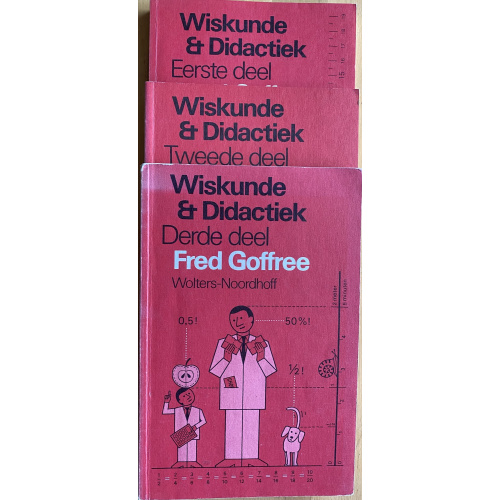 Wiskunde
& Didactiek
Eerste deel
Wiskunde
& Didactiek
Tweede deel
Wiskunde
& Didactiek
Derde deel
Fred Goffree
Wolters-Noordhoff
0,5!
50%!
½!